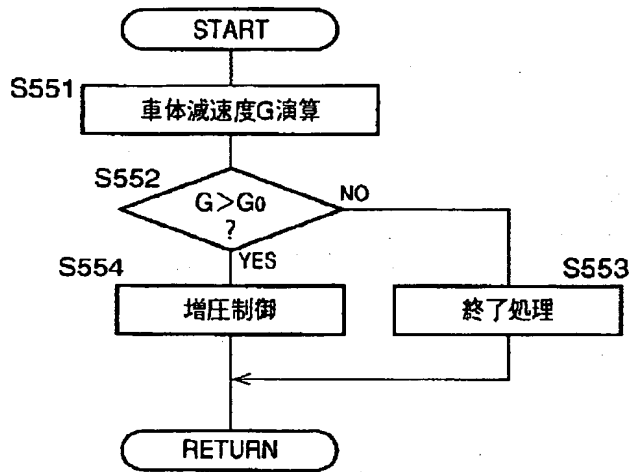 START
S551
車体減速度G演算
S552
G>G0
?
NO
YES
S554
増圧制御
S553
終了処理
RETURN